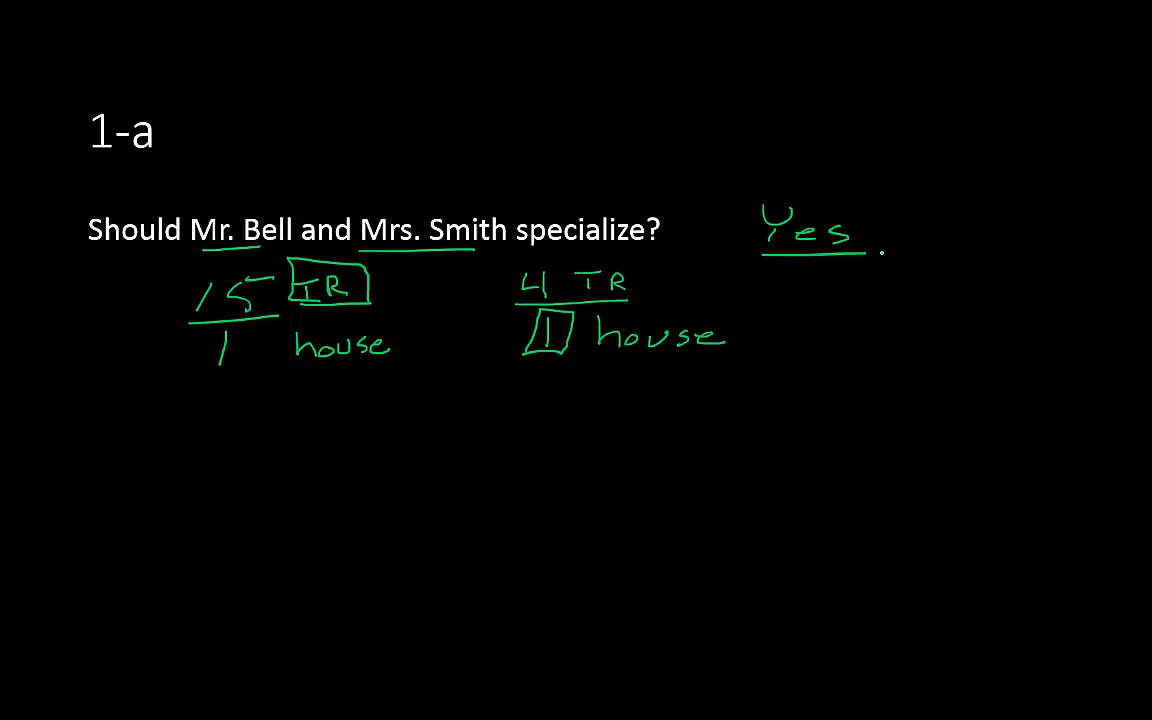 1-a
Should Mr. Bell and Mrs. Smith specialize? Yes.
15 TR 4 TR
1 house 1 house